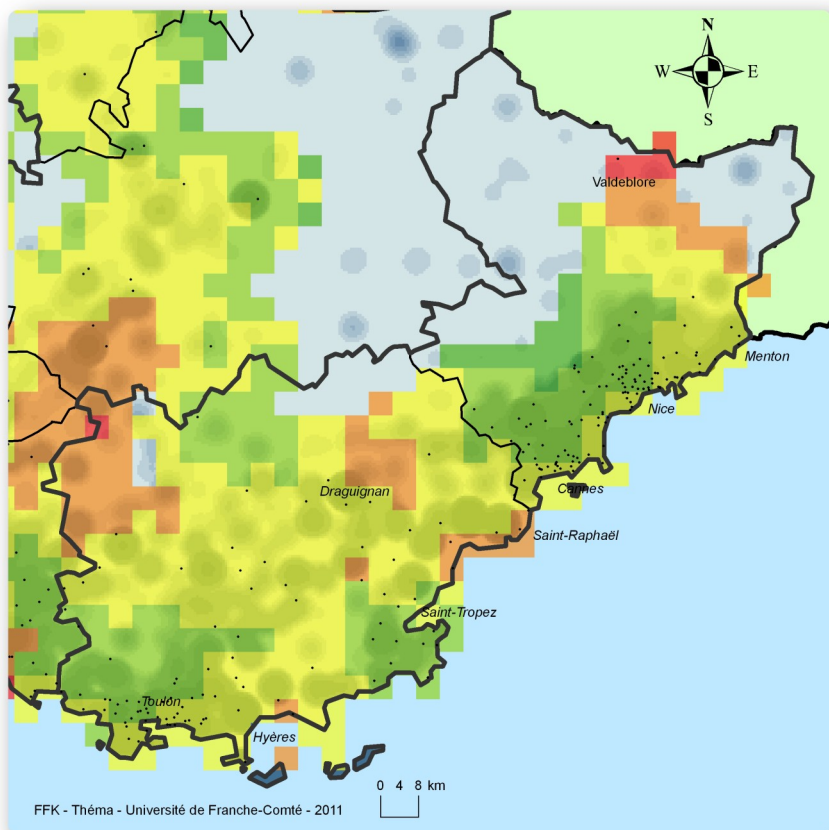 N
W E
S
Valdeblore
Menton
Nice
Cannes
Draguignan
Saint-Raphaël
Saint-Tropez
Toulon
Hyères
0 4 8 km
FFK - Théma - Université de Franche-Comté - 2011